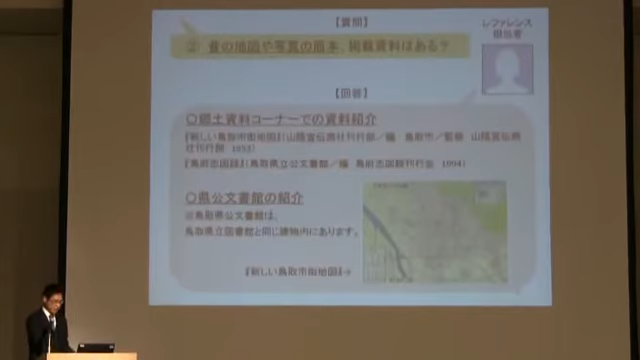 【質問】
② 昔の地図や写真の原本、掲載資料はある?
レファレンス
担当者
【回答】
○郷土資料コーナーでの資料紹介
『新しい鳥取市街地図』(山陰宣伝商社刊行部/編 鳥取市/監修 山陰宣伝商
社刊行部 1953)
『鳥府志図録』(鳥取県立公文書館/編 鳥府志図録刊行会 1994)
○県公文書館の紹介
※鳥取県公文書館は、
鳥取県立図書館と同じ建物内にあります。
『新しい鳥取市街地図』→